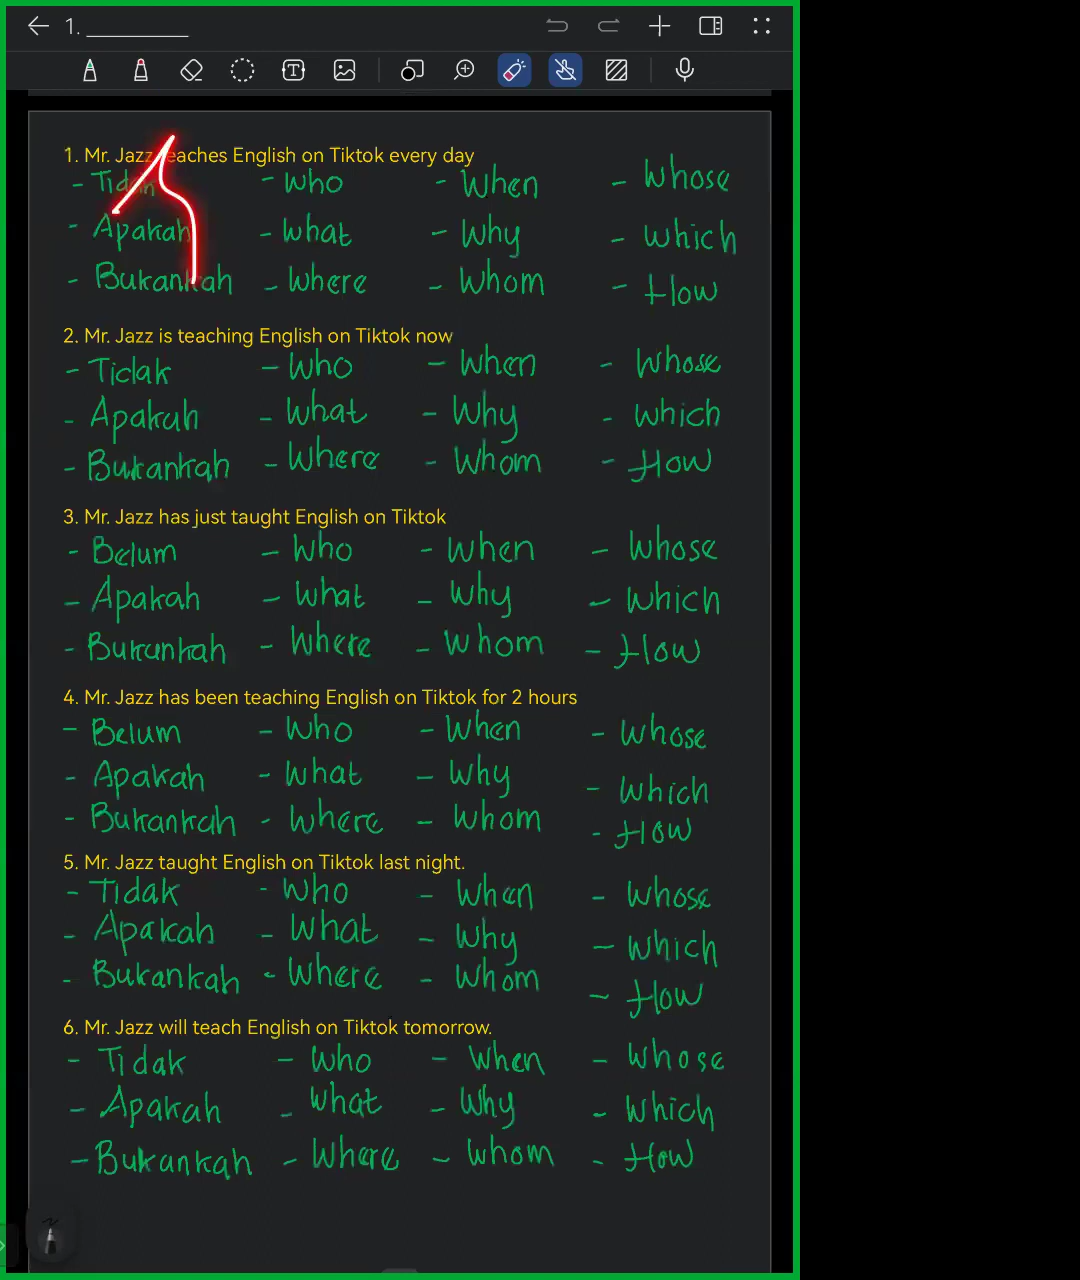 1. __________
1. Mr. Jazz teaches English on Tiktok every day
- Tidak - Who - When - Whose
- Apakah - What - Why - Which
- Bukankah - Where - Whom - How
2. Mr. Jazz is teaching English on Tiktok now
- Tidak - Who - When - Whose
- Apakah - What - Why - Which
- Bukankah - Where - Whom - How
3. Mr. Jazz has just taught English on Tiktok
- Belum - Who - When - Whose
- Apakah - What - Why - Which
- Bukankah - Where - Whom - How
4. Mr. Jazz has been teaching English on Tiktok for 2 hours
- Belum - Who - When - Whose
- Apakah - What - Why - Which
- Bukankah - Where - Whom - How
5. Mr. Jazz taught English on Tiktok last night.
- Tidak - Who - When - Whose
- Apakah - What - Why - Which
- Bukankah - Where - Whom - How
6. Mr. Jazz will teach English on Tiktok tomorrow.
- Tidak - Who - When - Whose
- Apakah - What - Why - Which
- Bukankah - Where - Whom - How